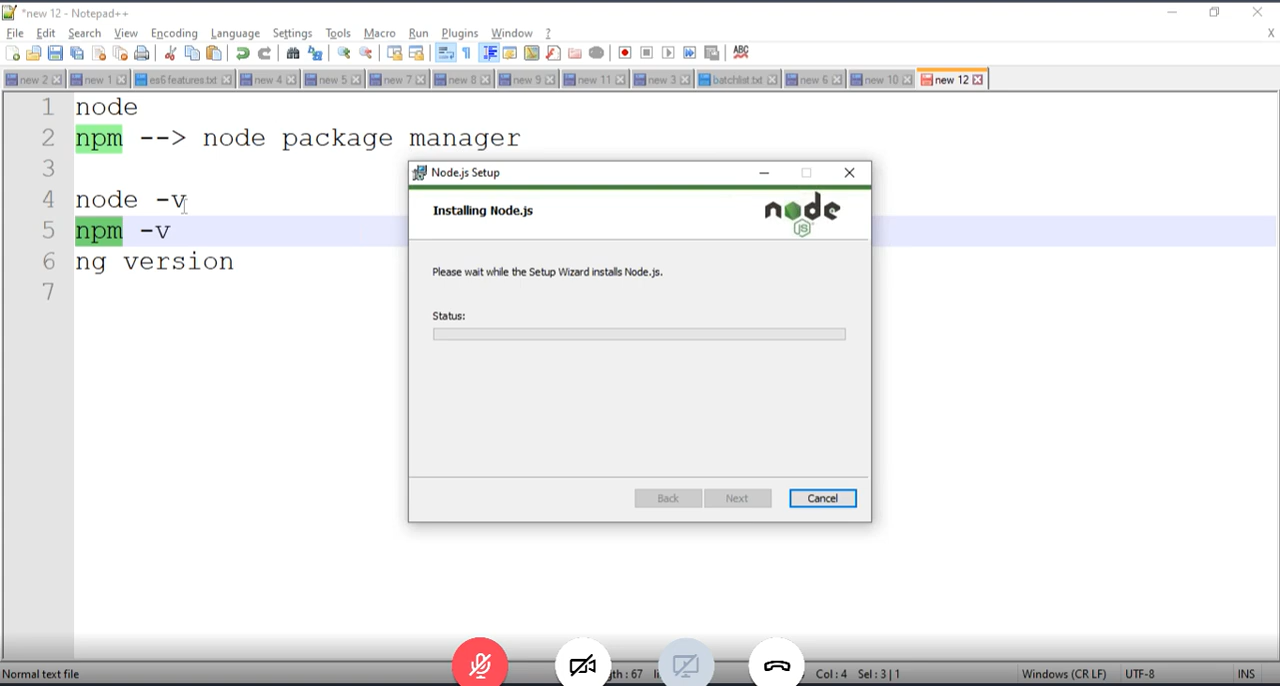 *new 12 - Notepad++
File Edit Search View Encoding Language Settings Tools Macro Run Plugins Window ? X
new 2 new 1 es6 features.txt new 4 new 5 new 7 new 8 new 9 new 11 new 3 batchlist.txt new 6 new 10 new 12
1 node
2 npm --> node package manager
3
4 node -v
5 npm -v
6 ng version
7
Node.js Setup
Installing Node.js
node
JS
Please wait while the Setup Wizard installs Node.js.
Status:
Back Next Cancel
Normal text file
gth : 67 Col : 4 Sel : 3 | 1 Windows (CR LF) UTF-8 INS